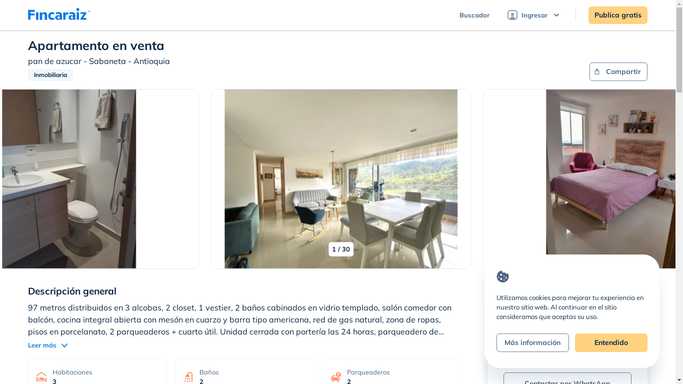 Fincaraiz
Buscador
Ingresar
Publica gratis
Apartamento en venta
pan de azucar - Sabaneta - Antioquia
Inmobiliaria
Compartir
1 / 30
Descripción general
97 metros distribuidos en 3 alcobas, 2 closet, 1 vestier, 2 baños cabinados en vidrio templado, salón comedor con
balcón, cocina integral abierta con mesón en cuarzo y barra tipo americana, red de gas natural, zona de ropas,
pisos en porcelanato, 2 parqueaderos + cuarto útil. Unidad cerrada con portería las 24 horas, parqueadero de...
Leer más
Habitaciones
3
Baños
2
Parqueaderos
2
Utilizamos cookies para mejorar tu experiencia en
nuestro sitio web. Al continuar en el sitio
consideramos que aceptas su uso.
Más información
Entendido
Contactar por WhatsApp